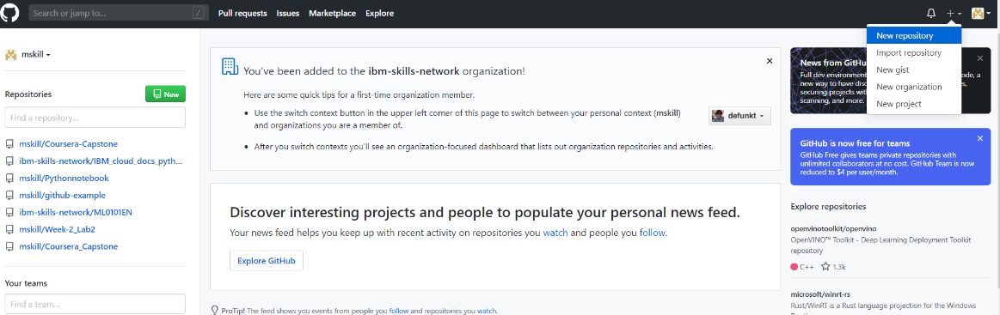 Search or jump to...
/
Pull requests
Issues
Marketplace
Explore
New repository
Import repository
New gist
New organization
New project
mskill
Repositories
New
Find a repository...
mskill/Coursera-Capstone
ibm-skills-network/IBM_cloud_docs_pyth...
mskill/Pythonnotebook
mskill/github-example
ibm-skills-network/ML0101EN
mskill/Week-2_Lab2
mskill/Coursera_Capstone
Your teams
Find a team...
You've been added to the ibm-skills-network organization!
Here are some quick tips for a first-time organization member.
Use the switch context button in the upper left corner of this page to switch between your personal context (mskill)
and organizations you are a member of.
defunkt
After you switch contexts you'll see an organization-focused dashboard that lists out organization repositories and activities.
Discover interesting projects and people to populate your personal news feed.
Your news feed helps you keep up with recent activity on repositories you watch and people you follow.
Explore GitHub
ProTip! The feed shows you events from people you follow and repositories you watch.
News from GitH
Full dev environment
new way to have disc
securing projects with
scanning, and more.
GitHub is now free for teams
GitHub Free gives teams private repositories with
unlimited collaborators at no cost. GitHub Team is now
reduced to $4 per user/month.
Explore repositories
openvinotoolkit/openvino
OpenVINO™ Toolkit - Deep Learning Deployment Toolkit
repository
C++
1.3k
microsoft/winrt-rs
Rust/WinRT is a Rust language projection for the Windows